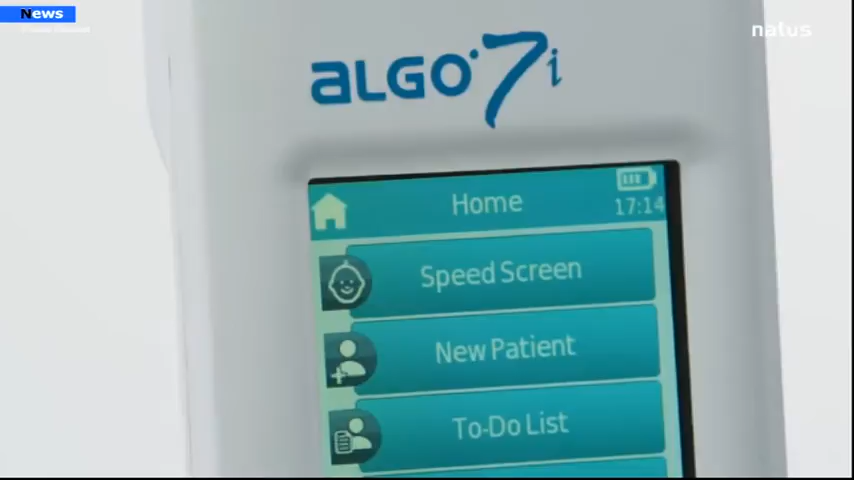 News
natus
ALGO 7i
Home
17:14
Speed Screen
New Patient
To-Do List